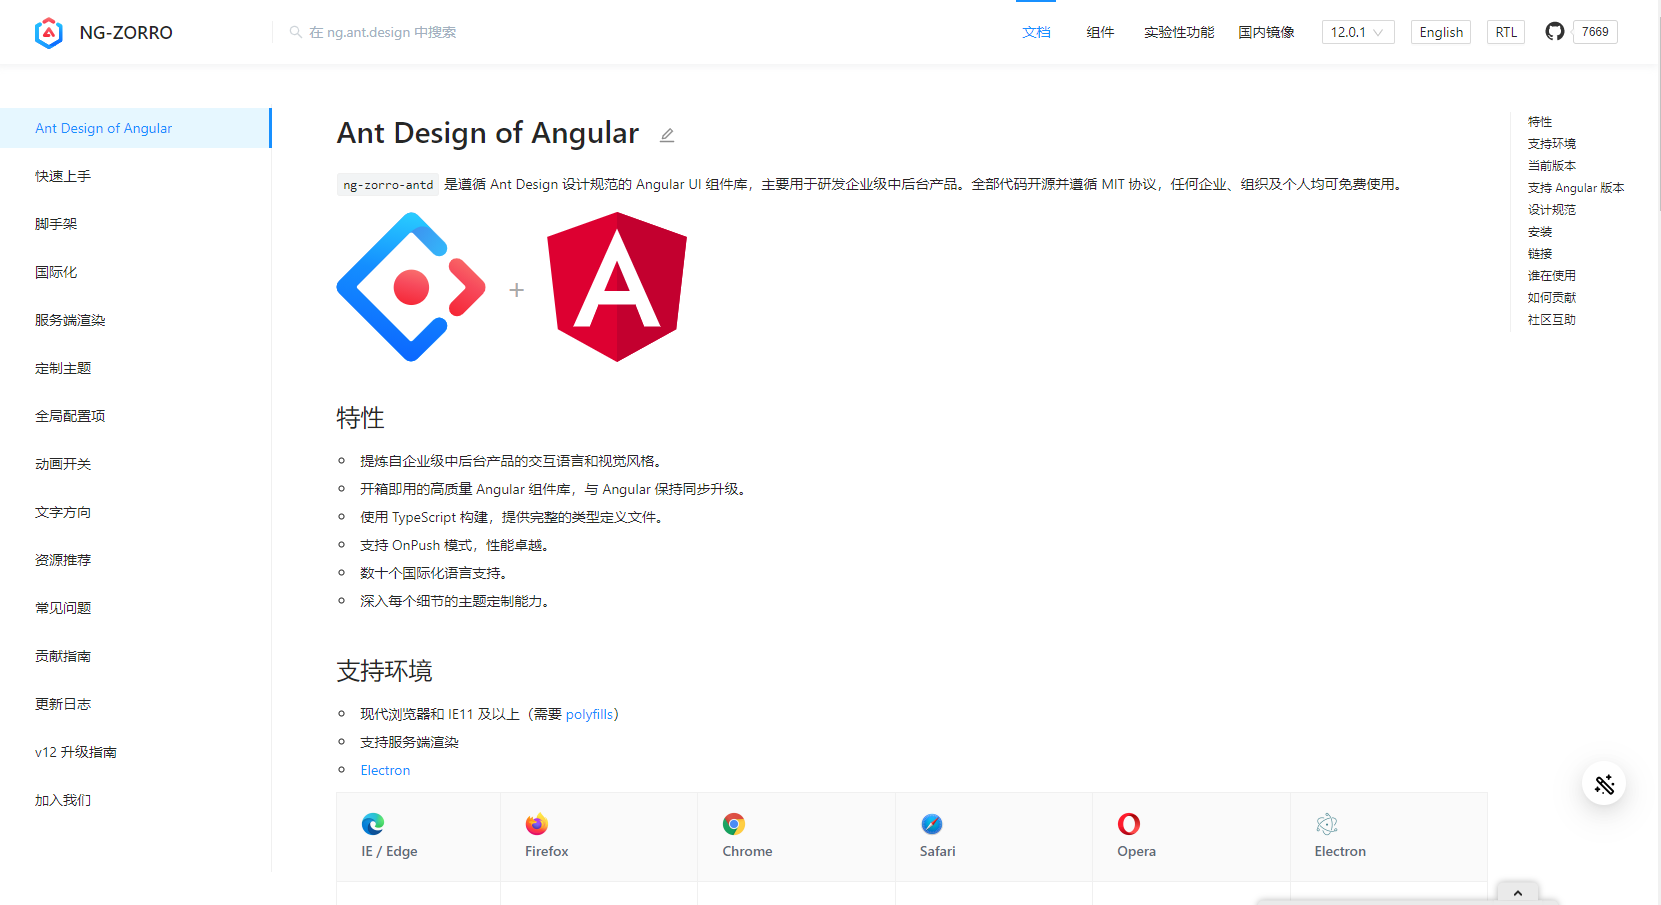 NG-ZORRO
在 ng.ant.design 中搜索
文档
组件
实验性功能
国内镜像
12.0.1
English
RTL
7669
Ant Design of Angular
快速上手
脚手架
国际化
服务端渲染
定制主题
全局配置项
动画开关
文字方向
资源推荐
常见问题
贡献指南
更新日志
v12 升级指南
加入我们
Ant Design of Angular
ng-zorro-antd 是遵循 Ant Design 设计规范的 Angular UI 组件库，主要用于研发企业级中后台产品。全部代码开源并遵循 MIT 协议，任何企业、组织及个人均可免费使用。
+
特性
提炼自企业级中后台产品的交互语言和视觉风格。
开箱即用的高质量 Angular 组件库，与 Angular 保持同步升级。
使用 TypeScript 构建，提供完整的类型定义文件。
支持 OnPush 模式，性能卓越。
数十个国际化语言支持。
深入每个细节的主题定制能力。
支持环境
现代浏览器和 IE11 及以上（需要 polyfills）
支持服务端渲染
Electron
IE / Edge
Firefox
Chrome
Safari
Opera
Electron
特性
支持环境
当前版本
支持 Angular 版本
设计规范
安装
链接
谁在使用
如何贡献
社区互助